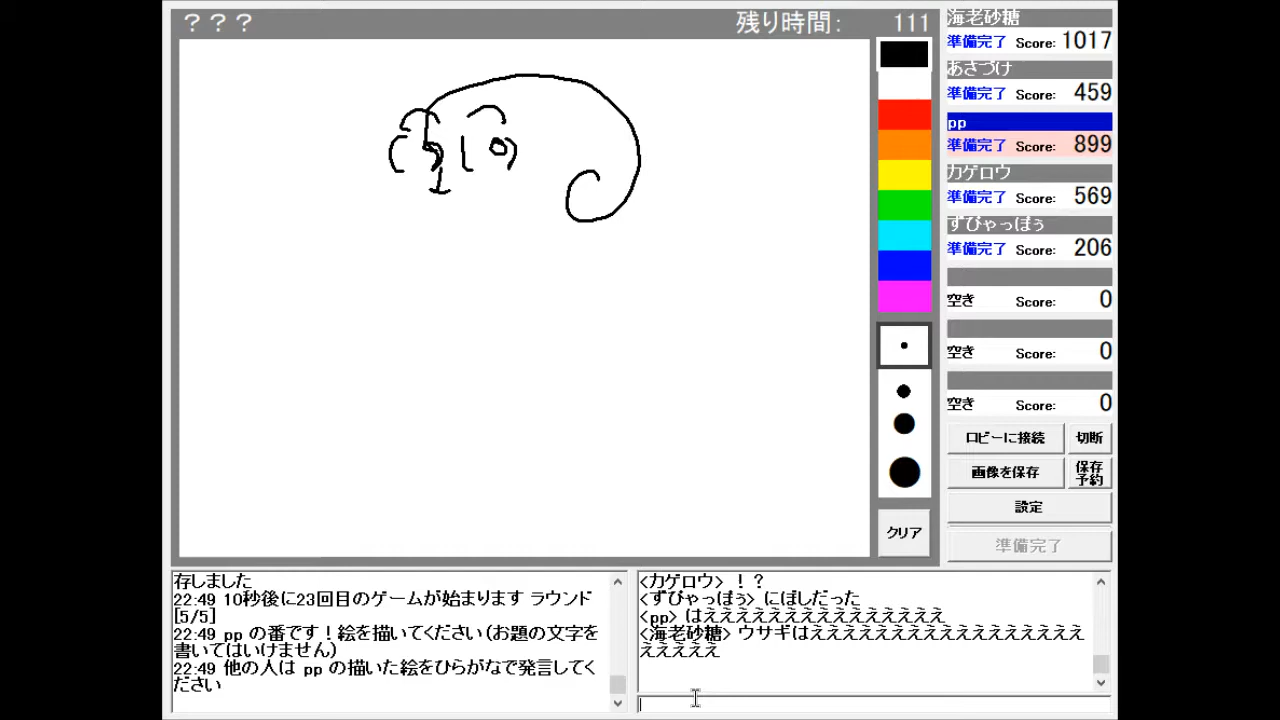 ？？？
残り時間： 111
海老砂糖
準備完了 Score: 1017
あさづけ
準備完了 Score: 459
pp
準備完了 Score: 899
カゲロウ
準備完了 Score: 569
ずびゃっぽぅ
準備完了 Score: 206
空き Score: 0
空き Score: 0
空き Score: 0
ロビーに接続 切断
画像を保存 保存予約
設定
クリア
準備完了
存しました
22:49 10秒後に23回目のゲームが始まります ラウンド
[5/5]
22:49 pp の番です！絵を描いてください(お題の文字を
書いてはいけません)
22:49 他の人は pp の描いた絵をひらがなで発言してく
ださい
<カゲロウ> ！？
<ずびゃっぽぅ> にぼしだった
<pp> はえええええええええええええええ
<海老砂糖> ウサギはえええええええええええええええええ
えええええ